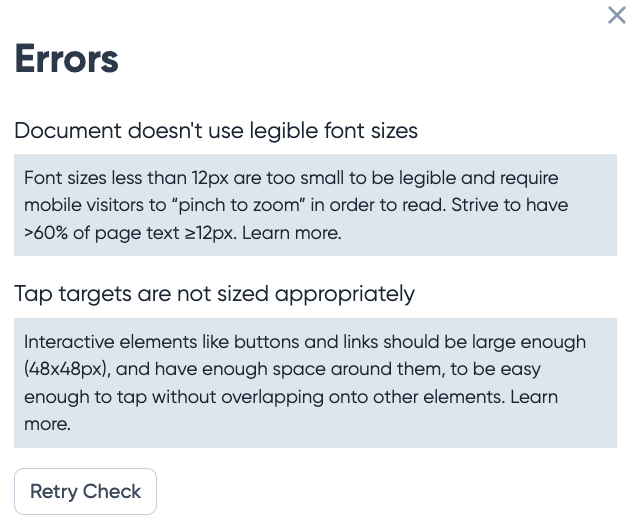 Errors
Document doesn't use legible font sizes
Font sizes less than 12px are too small to be legible and require
mobile visitors to “pinch to zoom” in order to read. Strive to have
>60% of page text ≥12px. Learn more.
Tap targets are not sized appropriately
Interactive elements like buttons and links should be large enough
(48x48px), and have enough space around them, to be easy
enough to tap without overlapping onto other elements. Learn
more.
Retry Check